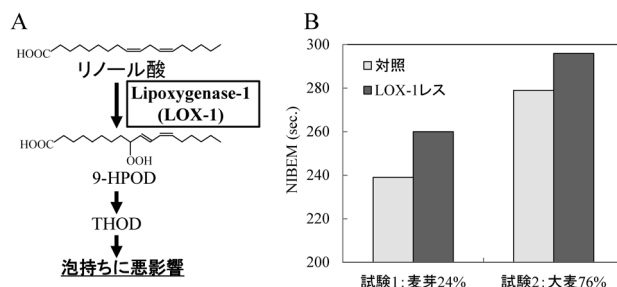 A
HOOC
リノール酸
Lipoxygenase-1
(LOX-1)
HOOC
OOH
9-HPOD
THOD
泡持ちに悪影響
B
NIBEM (sec.)
300
280
260
240
220
200
対照
LOX-1レス
試験1:麦芽24%
試験2:大麦76%